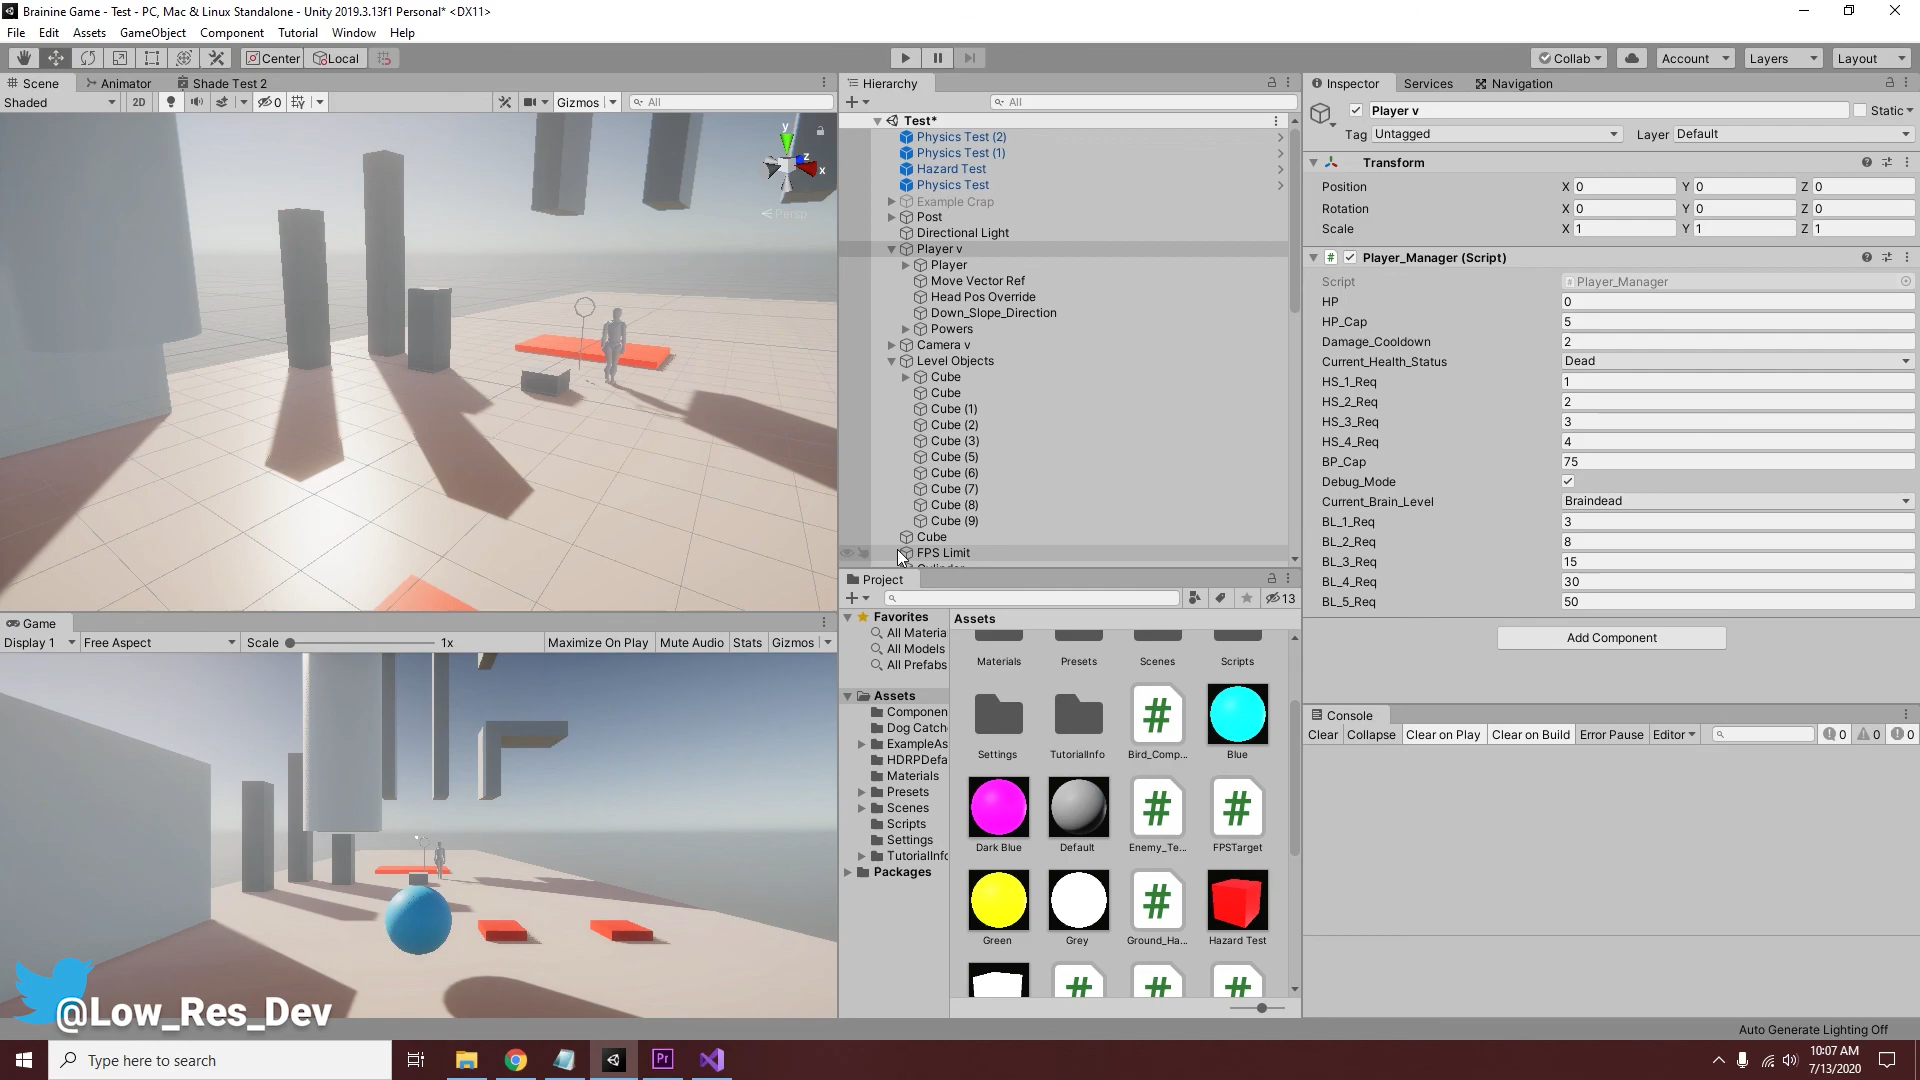 Brainine Game - Test - PC, Mac & Linux Standalone - Unity 2019.3.13f1 Personal* <DX11>
File Edit Assets GameObject Component Tutorial Window Help
Center Local Collab Account Layers Layout
Scene Animator Shade Test 2
Shaded 2D 0 Gizmos All
y
z
x
Persp
Hierarchy
All
Test*
Physics Test (2)
Physics Test (1)
Hazard Test
Physics Test
Example Crap
Post
Directional Light
Player v
Player
Move Vector Ref
Head Pos Override
Down_Slope_Direction
Powers
Camera v
Level Objects
Cube
Cube
Cube (1)
Cube (2)
Cube (3)
Cube (5)
Cube (6)
Cube (7)
Cube (8)
Cube (9)
Cube
FPS Limit
Project
13
Favorites
All Materia
All Models
All Prefabs
Assets
Componen
Dog Catch
ExampleAs
HDRPDefa
Materials
Presets
Scenes
Scripts
Settings
TutorialInfo
Packages
Assets
Materials Presets Scenes Scripts
Settings TutorialInfo Bird_Comp... Blue
Dark Blue Default Enemy_Te... FPSTarget
Green Grey Ground_Ha... Hazard Test
Inspector Services Navigation
Player v Static
Tag Untagged Layer Default
Transform
Position X 0 Y 0 Z 0
Rotation X 0 Y 0 Z 0
Scale X 1 Y 1 Z 1
Player_Manager (Script)
Script Player_Manager
HP 0
HP_Cap 5
Damage_Cooldown 2
Current_Health_Status Dead
HS_1_Req 1
HS_2_Req 2
HS_3_Req 3
HS_4_Req 4
BP_Cap 75
Debug_Mode
Current_Brain_Level Braindead
BL_1_Req 3
BL_2_Req 8
BL_3_Req 15
BL_4_Req 30
BL_5_Req 50
Add Component
Console
Clear Collapse Clear on Play Clear on Build Error Pause Editor 0 0 0
Game
Display 1 Free Aspect Scale 1x Maximize On Play Mute Audio Stats Gizmos
@Low_Res_Dev
Auto Generate Lighting Off
Type here to search
Pr
10:07 AM
7/13/2020